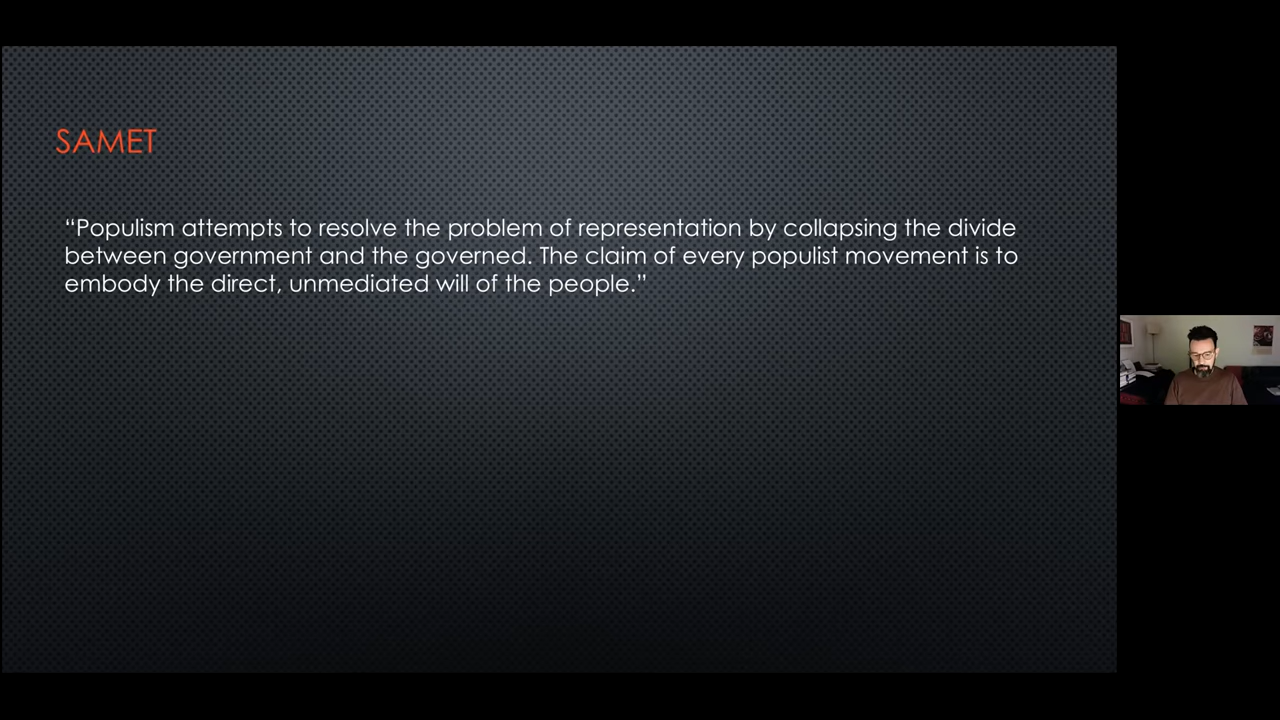 SAMET
“Populism attempts to resolve the problem of representation by collapsing the divide
between government and the governed. The claim of every populist movement is to
embody the direct, unmediated will of the people.”